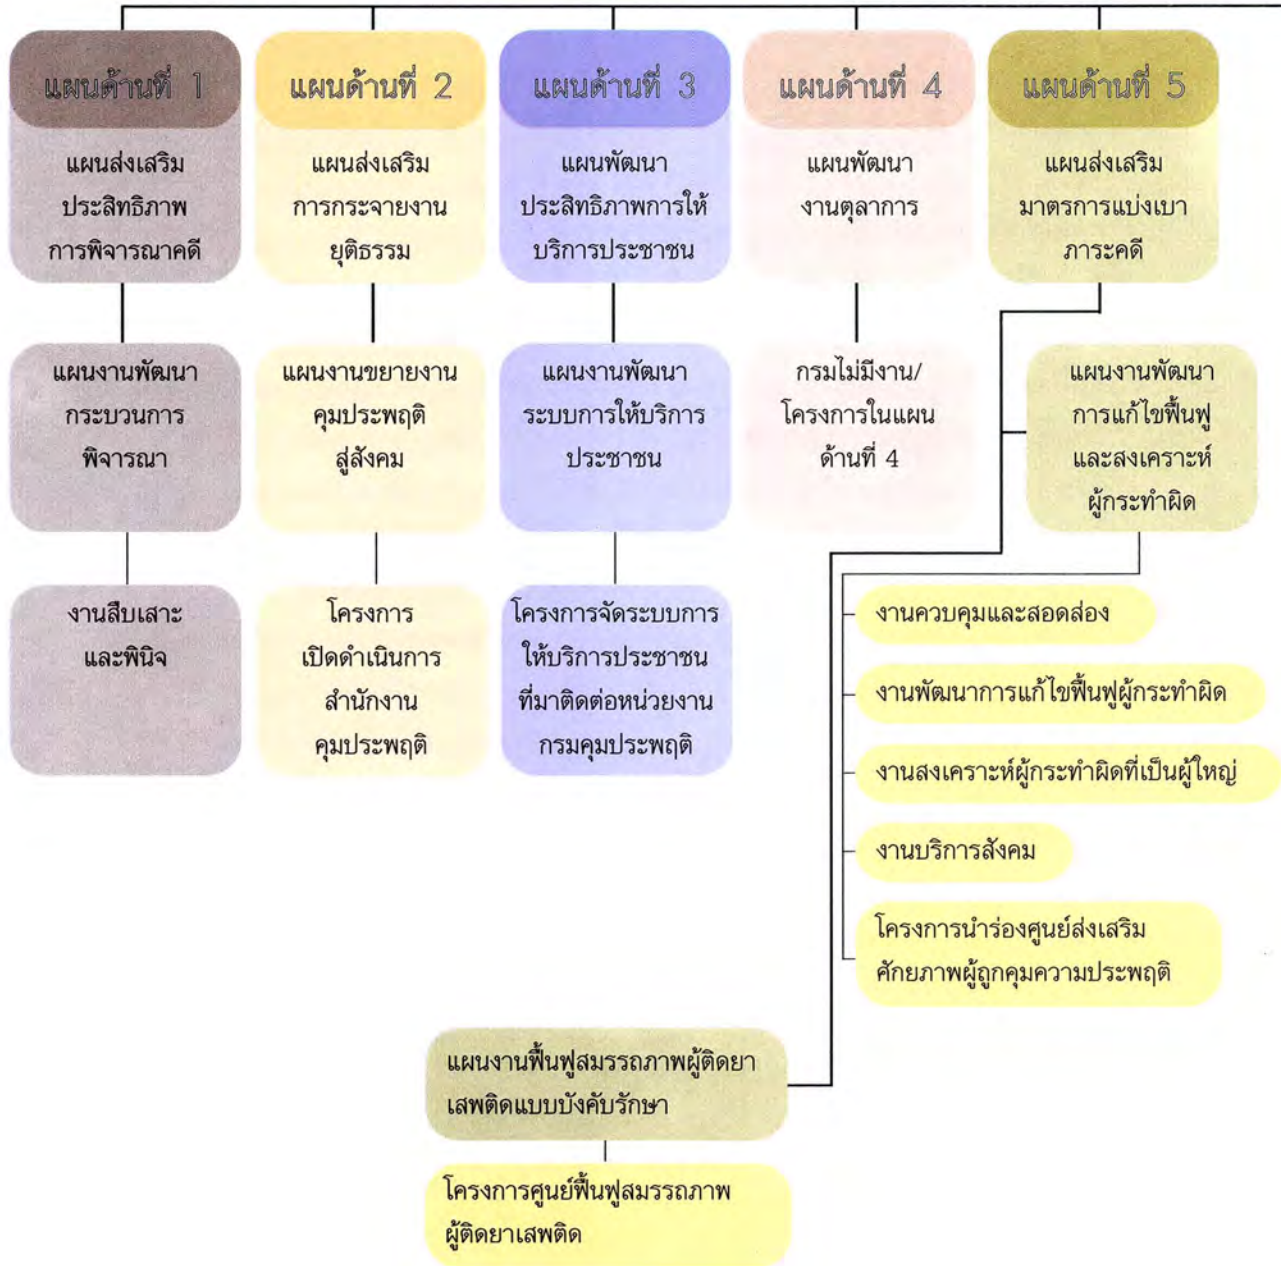 แผนด้านที่ 1
แผนส่งเสริม
ประสิทธิภาพ
การพิจารณาคดี
แผนงานพัฒนา
กระบวนการ
พิจารณา
งานสืบเสาะ
และพินิจ
แผนด้านที่ 2
แผนส่งเสริม
การกระจายงาน
ยุติธรรม
แผนงานขยายงาน
คุมประพฤติ
สู่สังคม
โครงการ
เปิดดำเนินการ
สำนักงาน
คุมประพฤติ
แผนด้านที่ 3
แผนพัฒนา
ประสิทธิภาพการให้
บริการประชาชน
แผนงานพัฒนา
ระบบการให้บริการ
ประชาชน
โครงการจัดระบบการ
ให้บริการประชาชน
ที่มาติดต่อหน่วยงาน
กรมคุมประพฤติ
แผนด้านที่ 4
แผนพัฒนา
งานตุลาการ
กรมไม่มีงาน/
โครงการในแผน
ด้านที่ 4
แผนด้านที่ 5
แผนส่งเสริม
มาตรการแบ่งเบา
ภาระคดี
แผนงานพัฒนา
การแก้ไขฟื้นฟู
และสงเคราะห์
ผู้กระทำผิด
งานควบคุมและสอดส่อง
งานพัฒนาการแก้ไขฟื้นฟูผู้กระทำผิด
งานสงเคราะห์ผู้กระทำผิดที่เป็นผู้ใหญ่
งานบริการสังคม
โครงการนำร่องศูนย์ส่งเสริม
ศักยภาพผู้ถูกคุมความประพฤติ
แผนงานฟื้นฟูสมรรถภาพผู้ติดยา
เสพติดแบบบังคับรักษา
โครงการศูนย์ฟื้นฟูสมรรถภาพ
ผู้ติดยาเสพติด